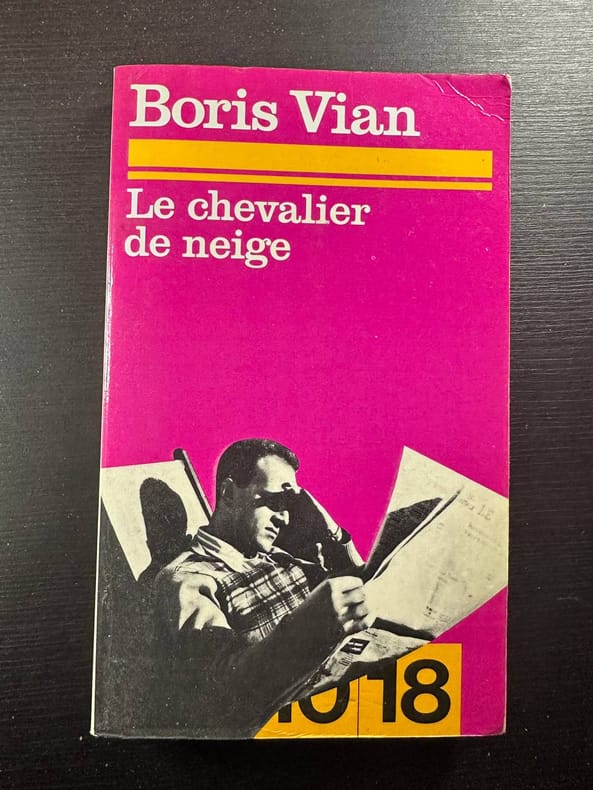 Boris Vian
Le chevalier
de neige
10 18